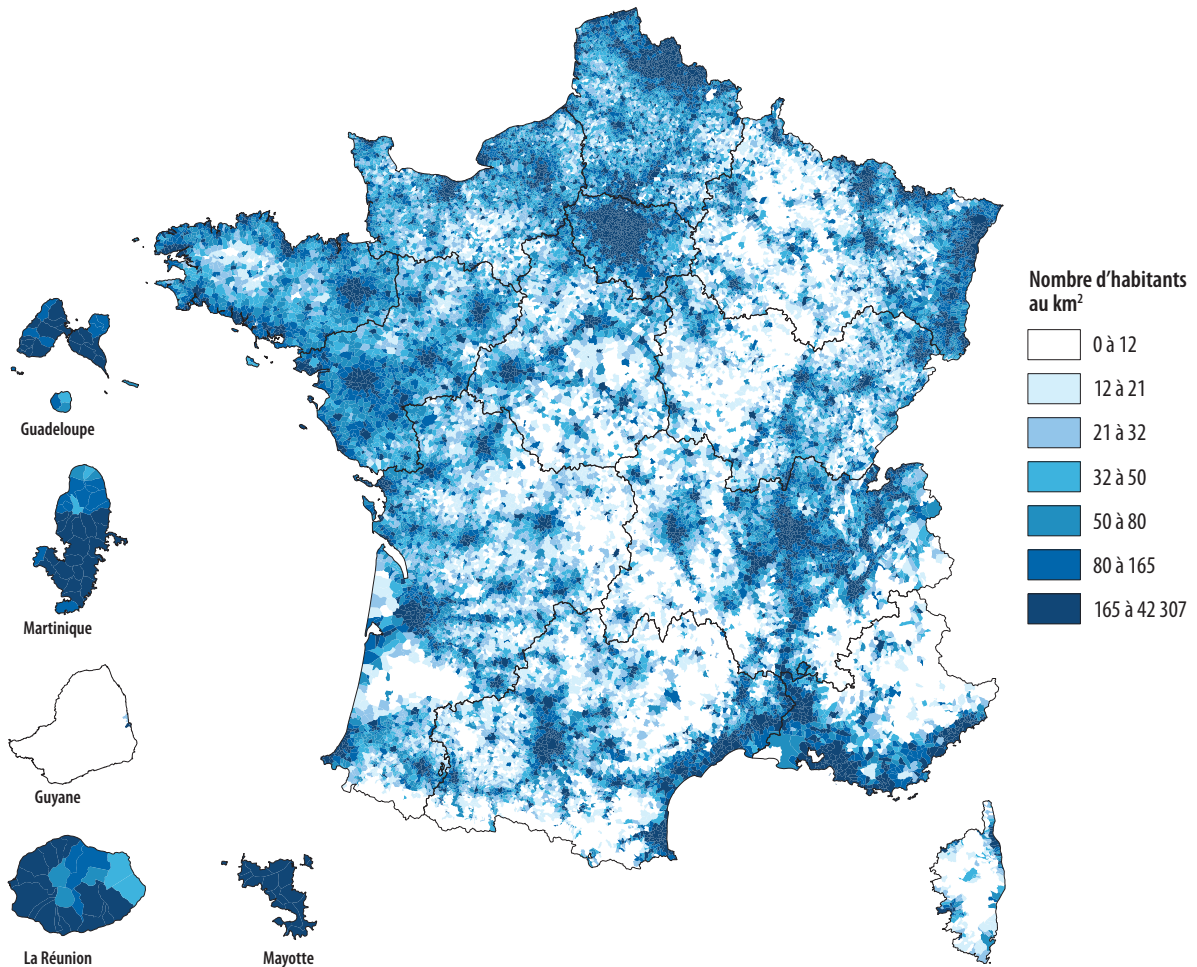 Guadeloupe
Martinique
Guyane
La Réunion
Mayotte
Nombre d'habitants
au km²
0 à 12
12 à 21
21 à 32
32 à 50
50 à 80
80 à 165
165 à 42 307